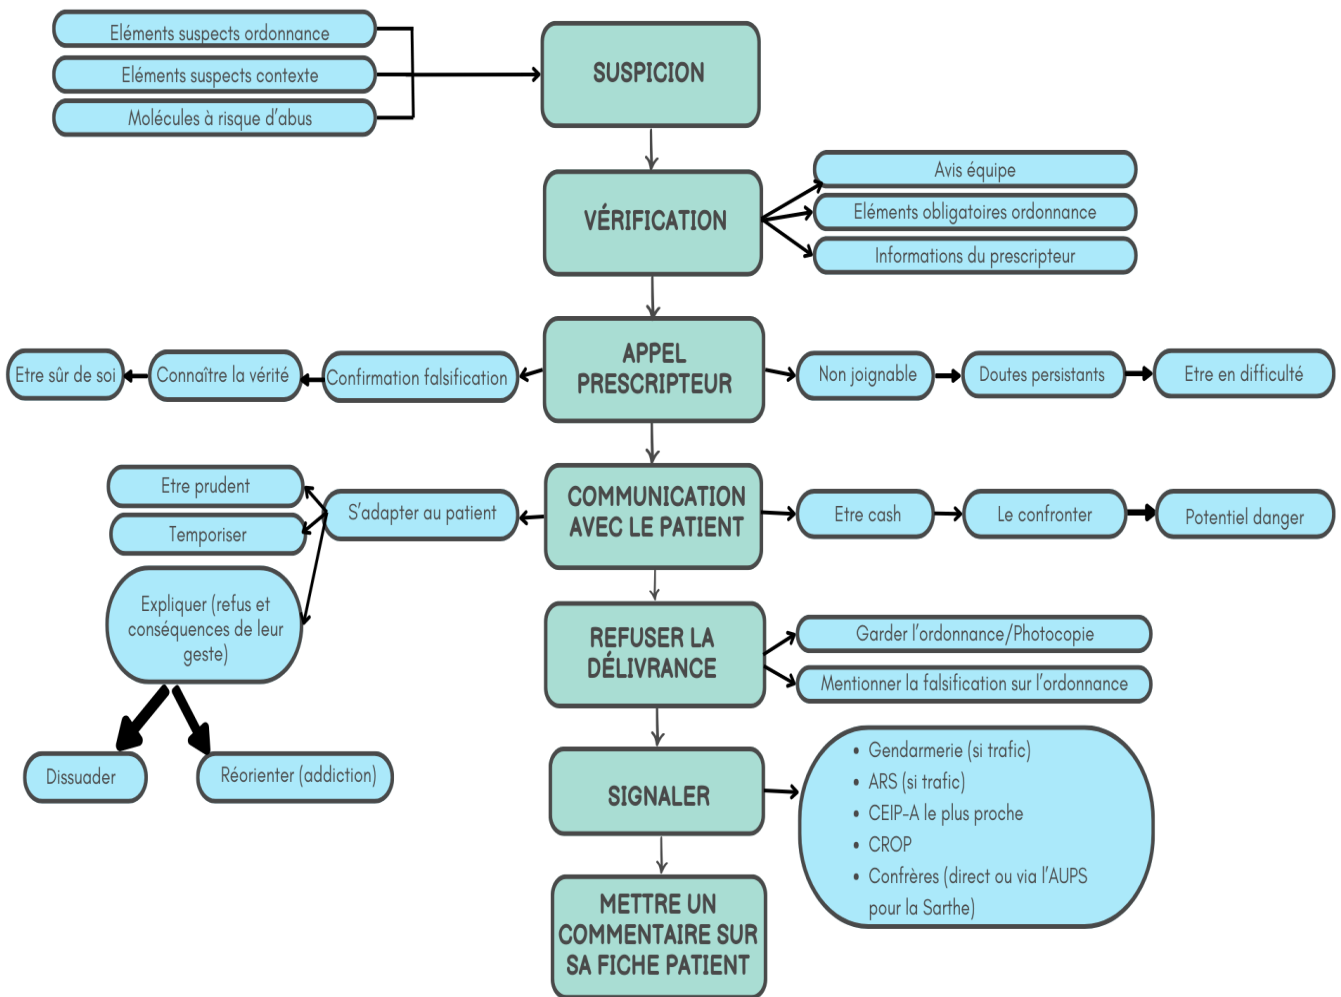 Eléments suspects ordonnance
Eléments suspects contexte
Molécules à risque d'abus
SUSPICION
VÉRIFICATION
Avis équipe
Eléments obligatoires ordonnance
Informations du prescripteur
APPEL
PRESCRIPTEUR
Confirmation falsification
Connaître la vérité
Etre sûr de soi
Non joignable
Doutes persistants
Etre en difficulté
COMMUNICATION
AVEC LE PATIENT
S'adapter au patient
Etre prudent
Temporiser
Expliquer (refus et
conséquences de leur
geste)
Dissuader
Réorienter (addiction)
Etre cash
Le confronter
Potentiel danger
REFUSER LA
DÉLIVRANCE
Garder l'ordonnance/Photocopie
Mentionner la falsification sur l'ordonnance
SIGNALER
• Gendarmerie (si trafic)
• ARS (si trafic)
• CEIP-A le plus proche
• CROP
• Confrères (direct ou via l'AUPS
pour la Sarthe)
METTRE UN
COMMENTAIRE SUR
SA FICHE PATIENT